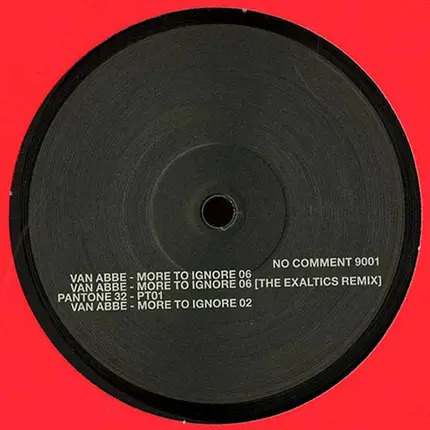 NO COMMENT 9001
VAN ABBE - MORE TO IGNORE 06
VAN ABBE - MORE TO IGNORE 06 [THE EXALTICS REMIX]
PANTONE 32 - PT01
VAN ABBE - MORE TO IGNORE 02